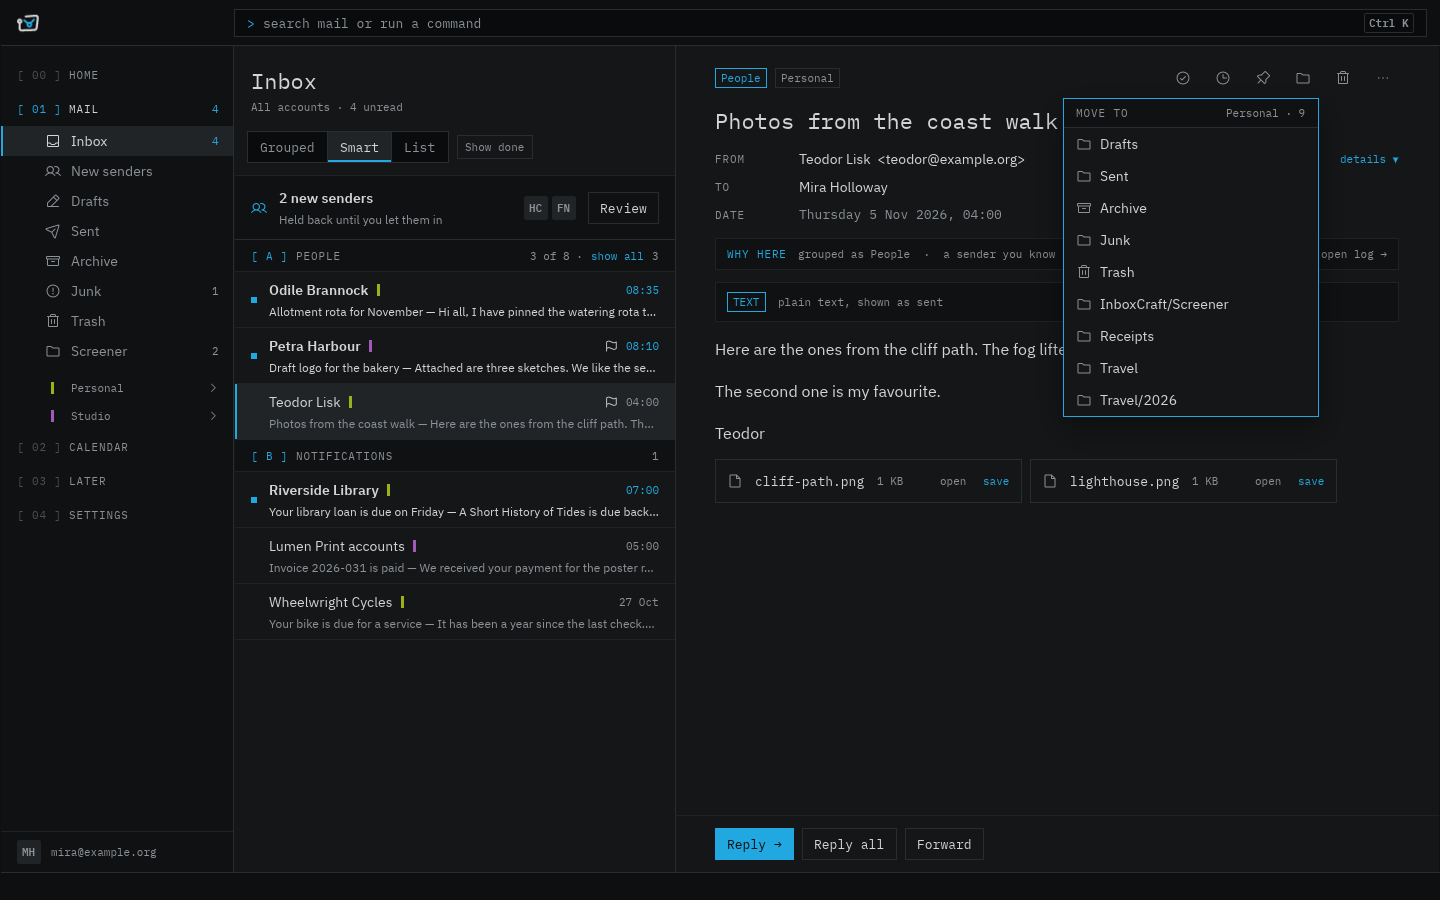 > search mail or run a command
Ctrl K
[ 00 ] HOME
[ 01 ] MAIL 4
Inbox 4
New senders
Drafts
Sent
Archive
Junk 1
Trash
Screener 2
Personal
Studio
[ 02 ] CALENDAR
[ 03 ] LATER
[ 04 ] SETTINGS
MH mira@example.org
Inbox
All accounts · 4 unread
Grouped Smart List Show done
2 new senders
Held back until you let them in
HC FN Review
[ A ] PEOPLE 3 of 8 · show all 3
Odile Brannock 08:35
Allotment rota for November — Hi all, I have pinned the watering rota t…
Petra Harbour 08:10
Draft logo for the bakery — Attached are three sketches. We like the se…
Teodor Lisk 04:00
Photos from the coast walk — Here are the ones from the cliff path. Th…
[ B ] NOTIFICATIONS 1
Riverside Library 07:00
Your library loan is due on Friday — A Short History of Tides is due back…
Lumen Print accounts 05:00
Invoice 2026-031 is paid — We received your payment for the poster r…
Wheelwright Cycles 27 Oct
Your bike is due for a service — It has been a year since the last check.…
People Personal
Photos from the coast walk
FROM Teodor Lisk <teodor@example.org> details ▾
TO Mira Holloway
DATE Thursday 5 Nov 2026, 04:00
WHY HERE grouped as People · a sender you know open log →
TEXT plain text, shown as sent
Here are the ones from the cliff path. The fog lifte
The second one is my favourite.
Teodor
cliff-path.png 1 KB open save
lighthouse.png 1 KB open save
MOVE TO Personal · 9
Drafts
Sent
Archive
Junk
Trash
InboxCraft/Screener
Receipts
Travel
Travel/2026
Reply → Reply all Forward